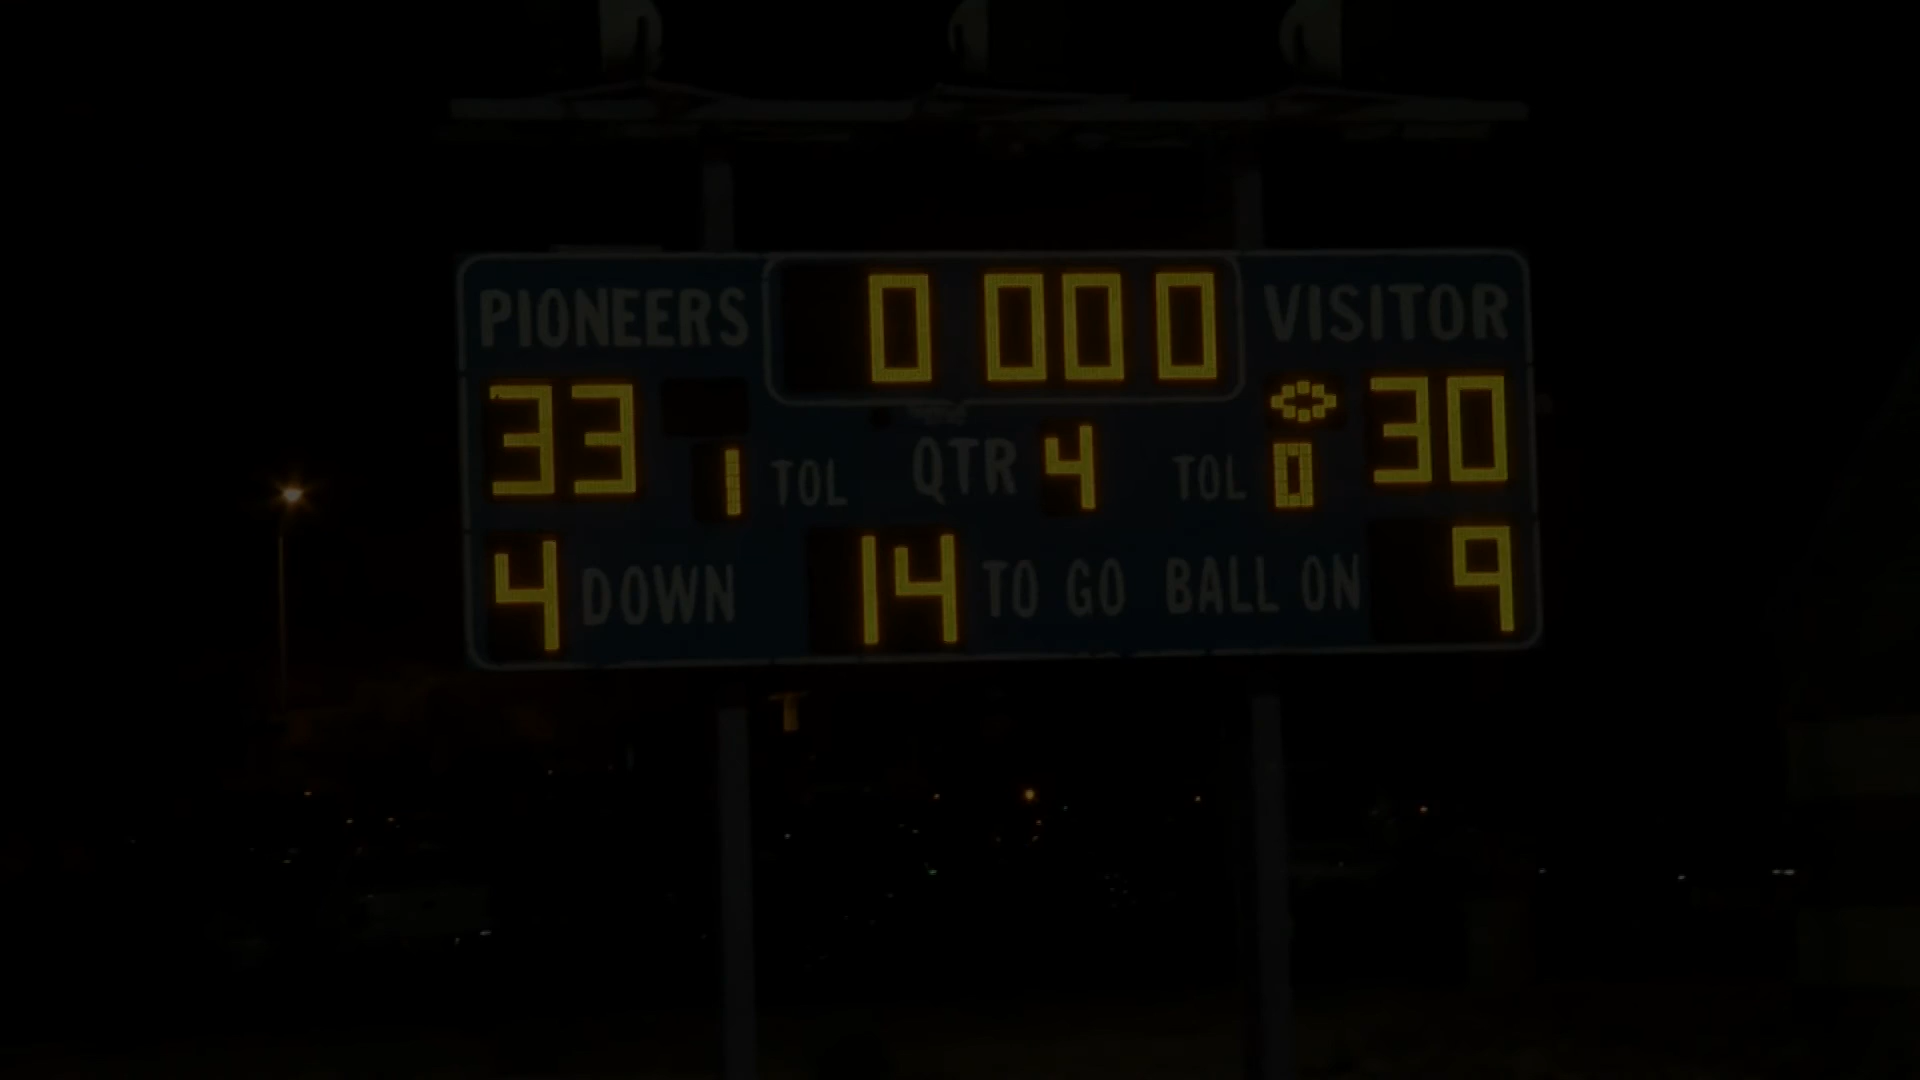 PIONEERS 0 000 VISITOR
33 30
1 TOL QTR 4 TOL 0
4 DOWN 14 TO GO BALL ON 9